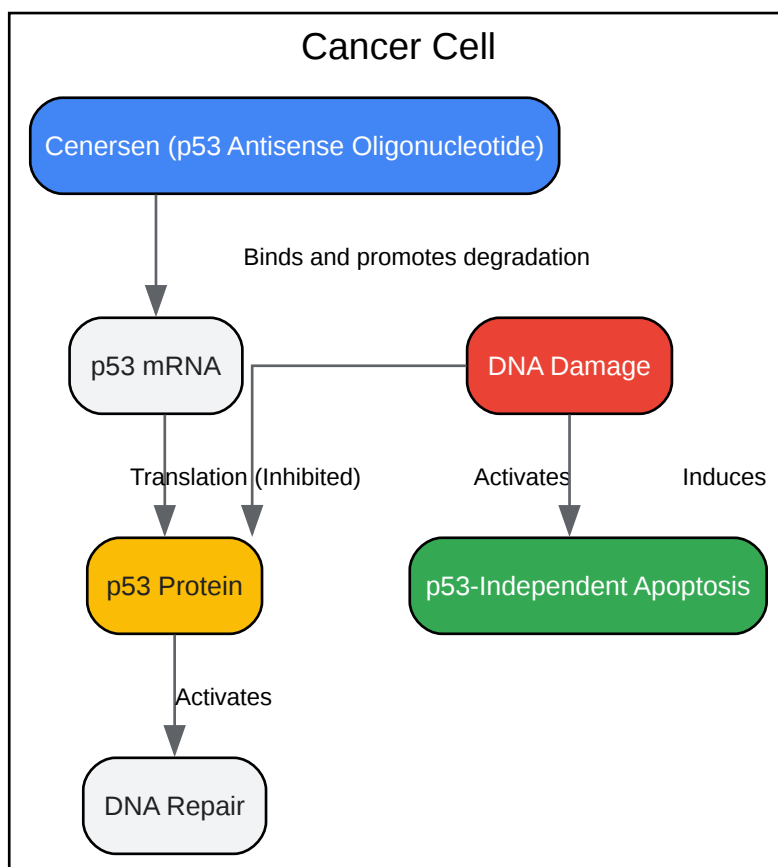 Cancer Cell
Cenersen (p53 Antisense Oligonucleotide)
Binds and promotes degradation
p53 mRNA
DNA Damage
Translation (Inhibited)
Activates
Induces
p53 Protein
p53-Independent Apoptosis
Activates
DNA Repair